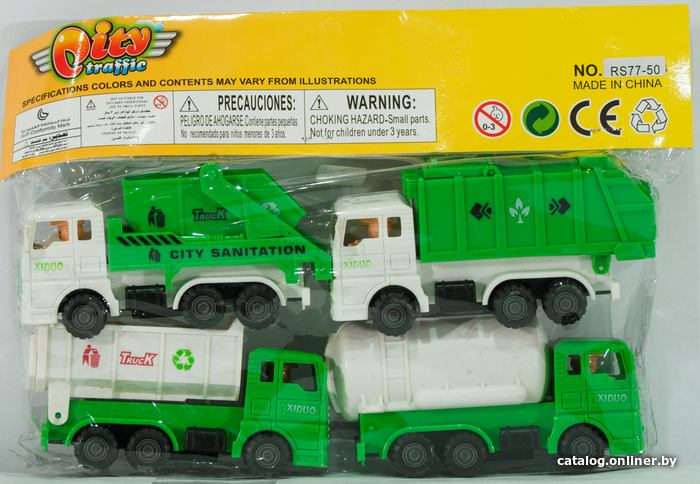 City
traffic
SPECIFICATIONS COLORS AND CONTENTS MAY VARY FROM ILLUSTRATIONS
NO. RS77-50
MADE IN CHINA
PRECAUCIONES:
PELIGRO DE AHOGARSE. Contiene partes pequeñas.
No recomendado para niños menores de 3 años.
WARNING:
CHOKING HAZARD-Small parts.
Not for children under 3 years.
0-3
CE
TRUCK
CITY SANITATION
XIDUO
XIDUO
TRUCK
XIDUO
XIDUO
catalog.onliner.by